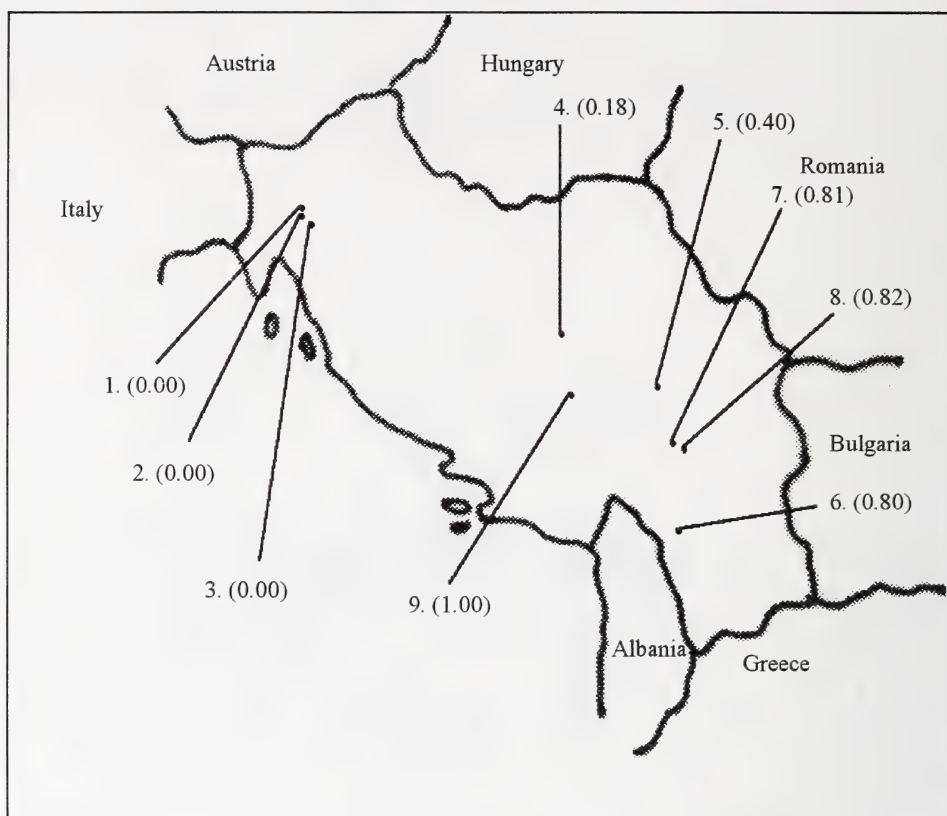 Austria
Hungary
4. (0.18)
5. (0.40)
Romania
7. (0.81)
Italy
8. (0.82)
1. (0.00)
Bulgaria
2. (0.00)
6. (0.80)
3. (0.00)
9. (1.00)
Albania
Greece